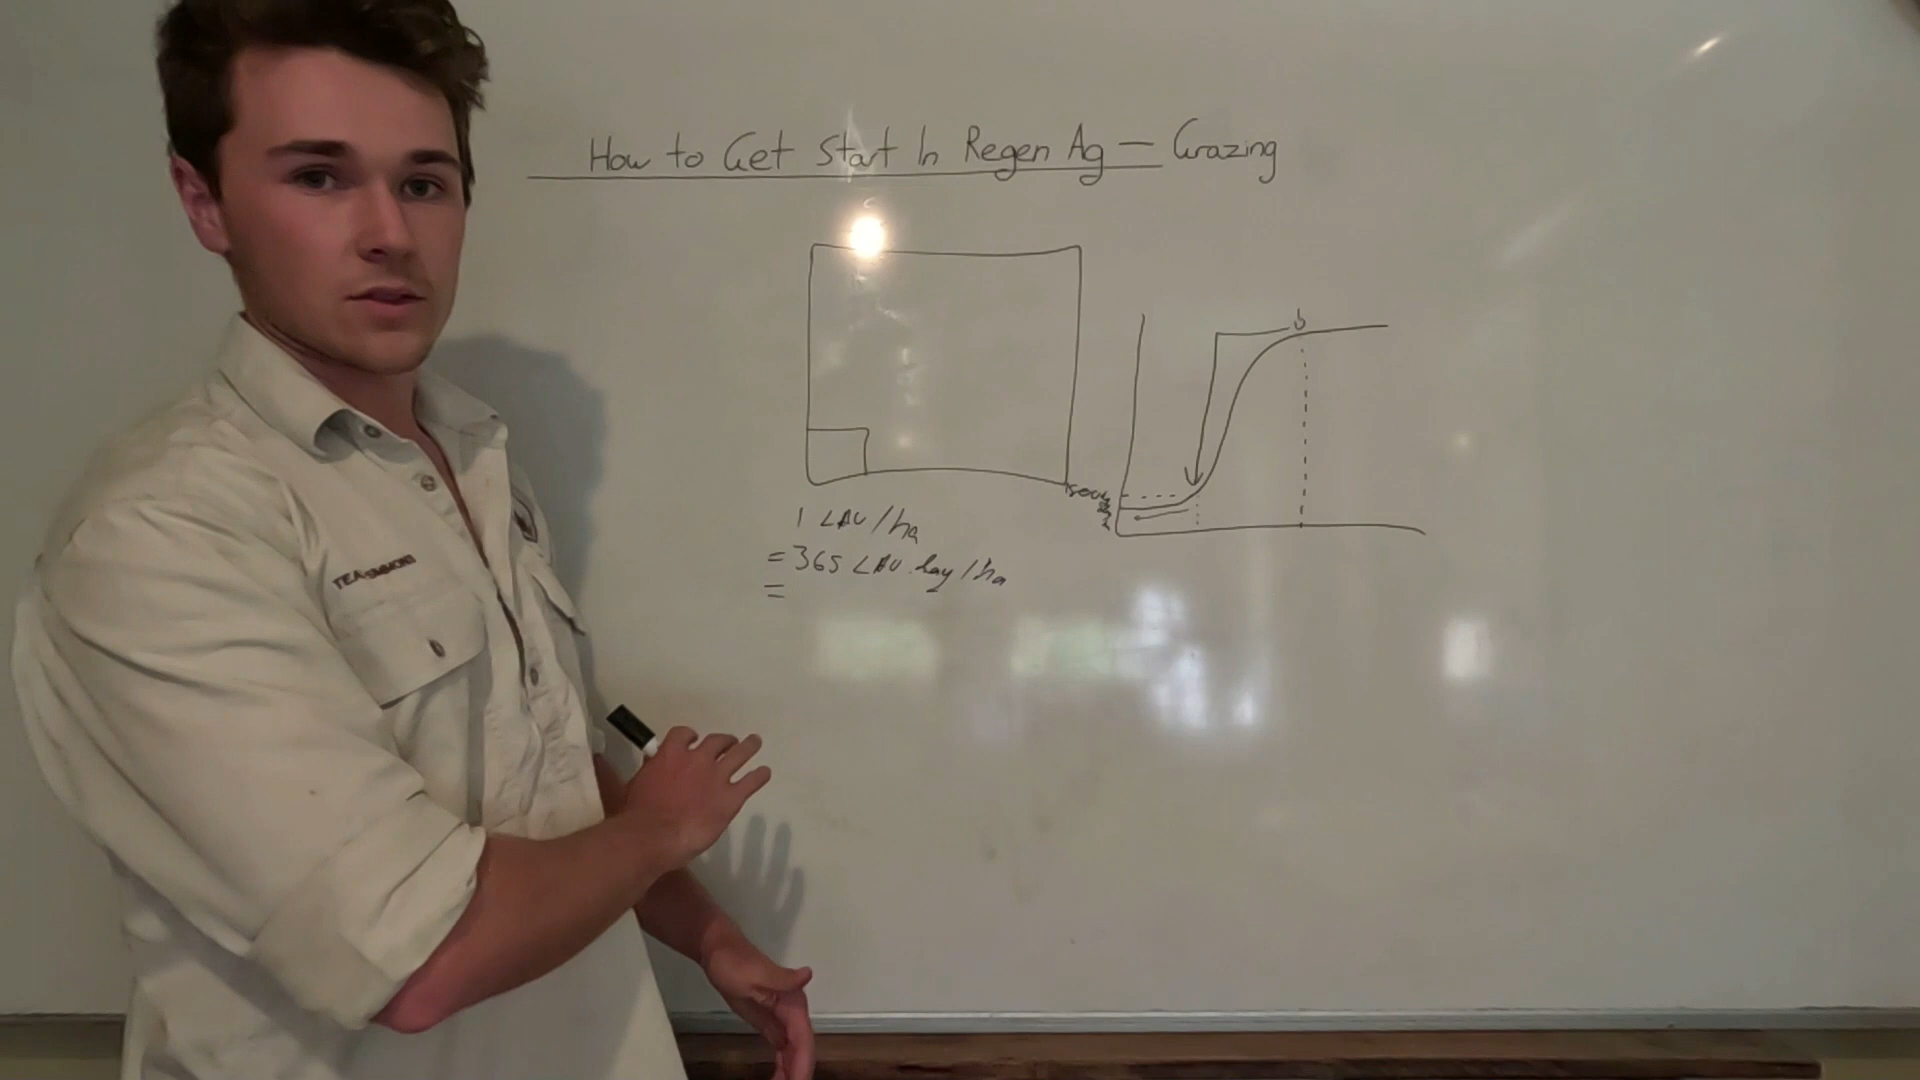 How to Get Start In Regen Ag — Grazing
1 LAU/ha
= 365 LAU.day/ha
=